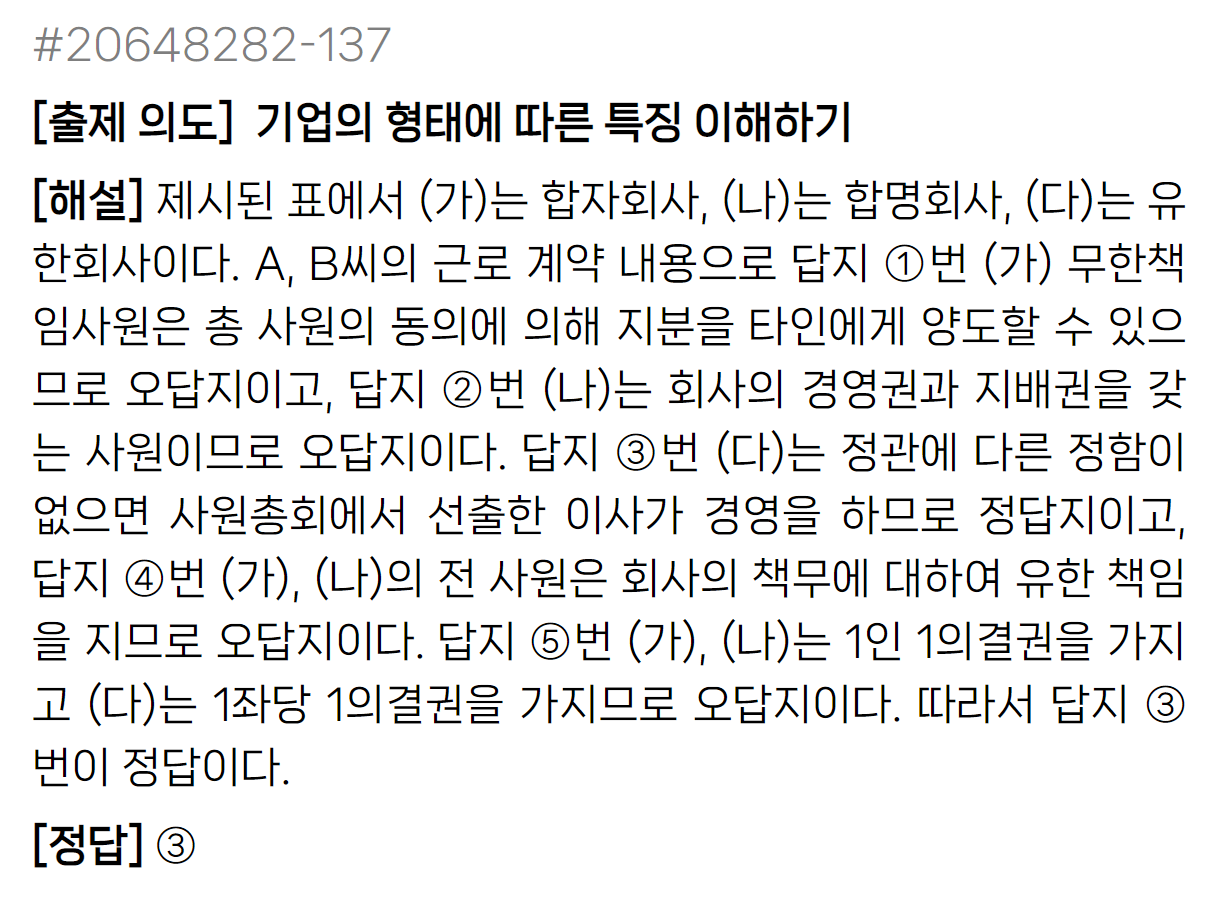 #20648282-137
[출제 의도] 기업의 형태에 따른 특징 이해하기
[해설] 제시된 표에서 (가)는 합자회사, (나)는 합명회사, (다)는 유
한회사이다. A, B씨의 근로 계약 내용으로 답지 ①번 (가) 무한책
임사원은 총 사원의 동의에 의해 지분을 타인에게 양도할 수 있으
므로 오답지이고, 답지 ②번 (나)는 회사의 경영권과 지배권을 갖
는 사원이므로 오답지이다. 답지 ③번 (다)는 정관에 다른 정함이
없으면 사원총회에서 선출한 이사가 경영을 하므로 정답지이고,
답지 ④번 (가), (나)의 전 사원은 회사의 책무에 대하여 유한 책임
을 지므로 오답지이다. 답지 ⑤번 (가), (나)는 1인 1의결권을 가지
고 (다)는 1좌당 1의결권을 가지므로 오답지이다. 따라서 답지 ③
번이 정답이다.
[정답] ③